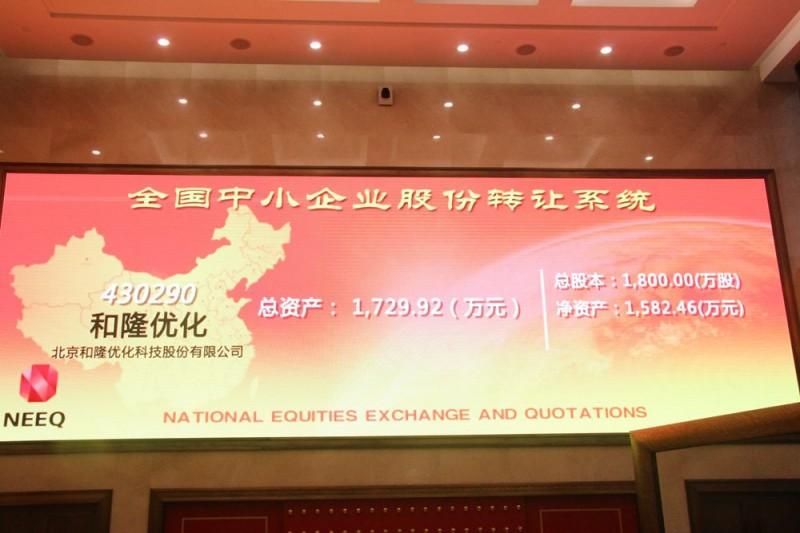 全国中小企业股份转让系统
430290
和隆优化
北京和隆优化科技股份有限公司
总资产： 1,729.92（万元）
总股本：1,800.00(万股)
净资产：1,582.46(万元)
NEEQ
NATIONAL EQUITIES EXCHANGE AND QUOTATIONS